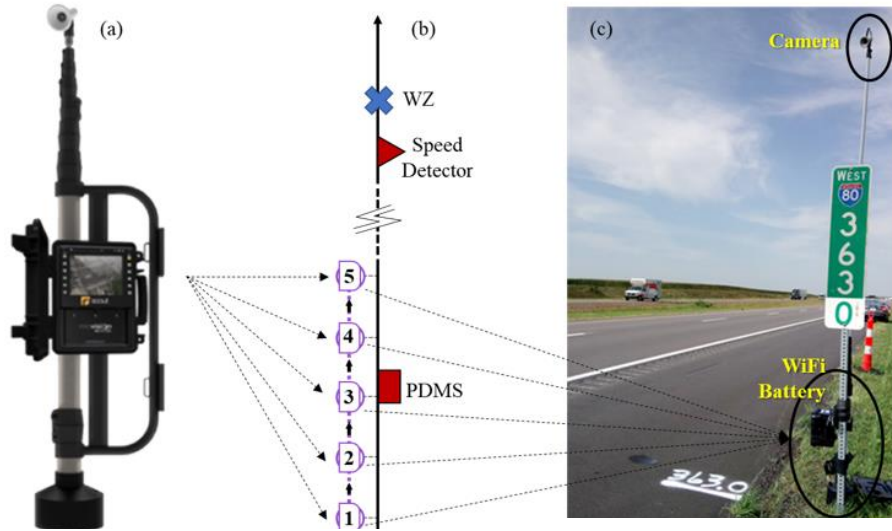 (a)
(b)
(c)
Camera
WZ
Speed
Detector
WEST
80
3
6
3
0
5
4
3
2
1
PDMS
WiFi
Battery
363.0
scout